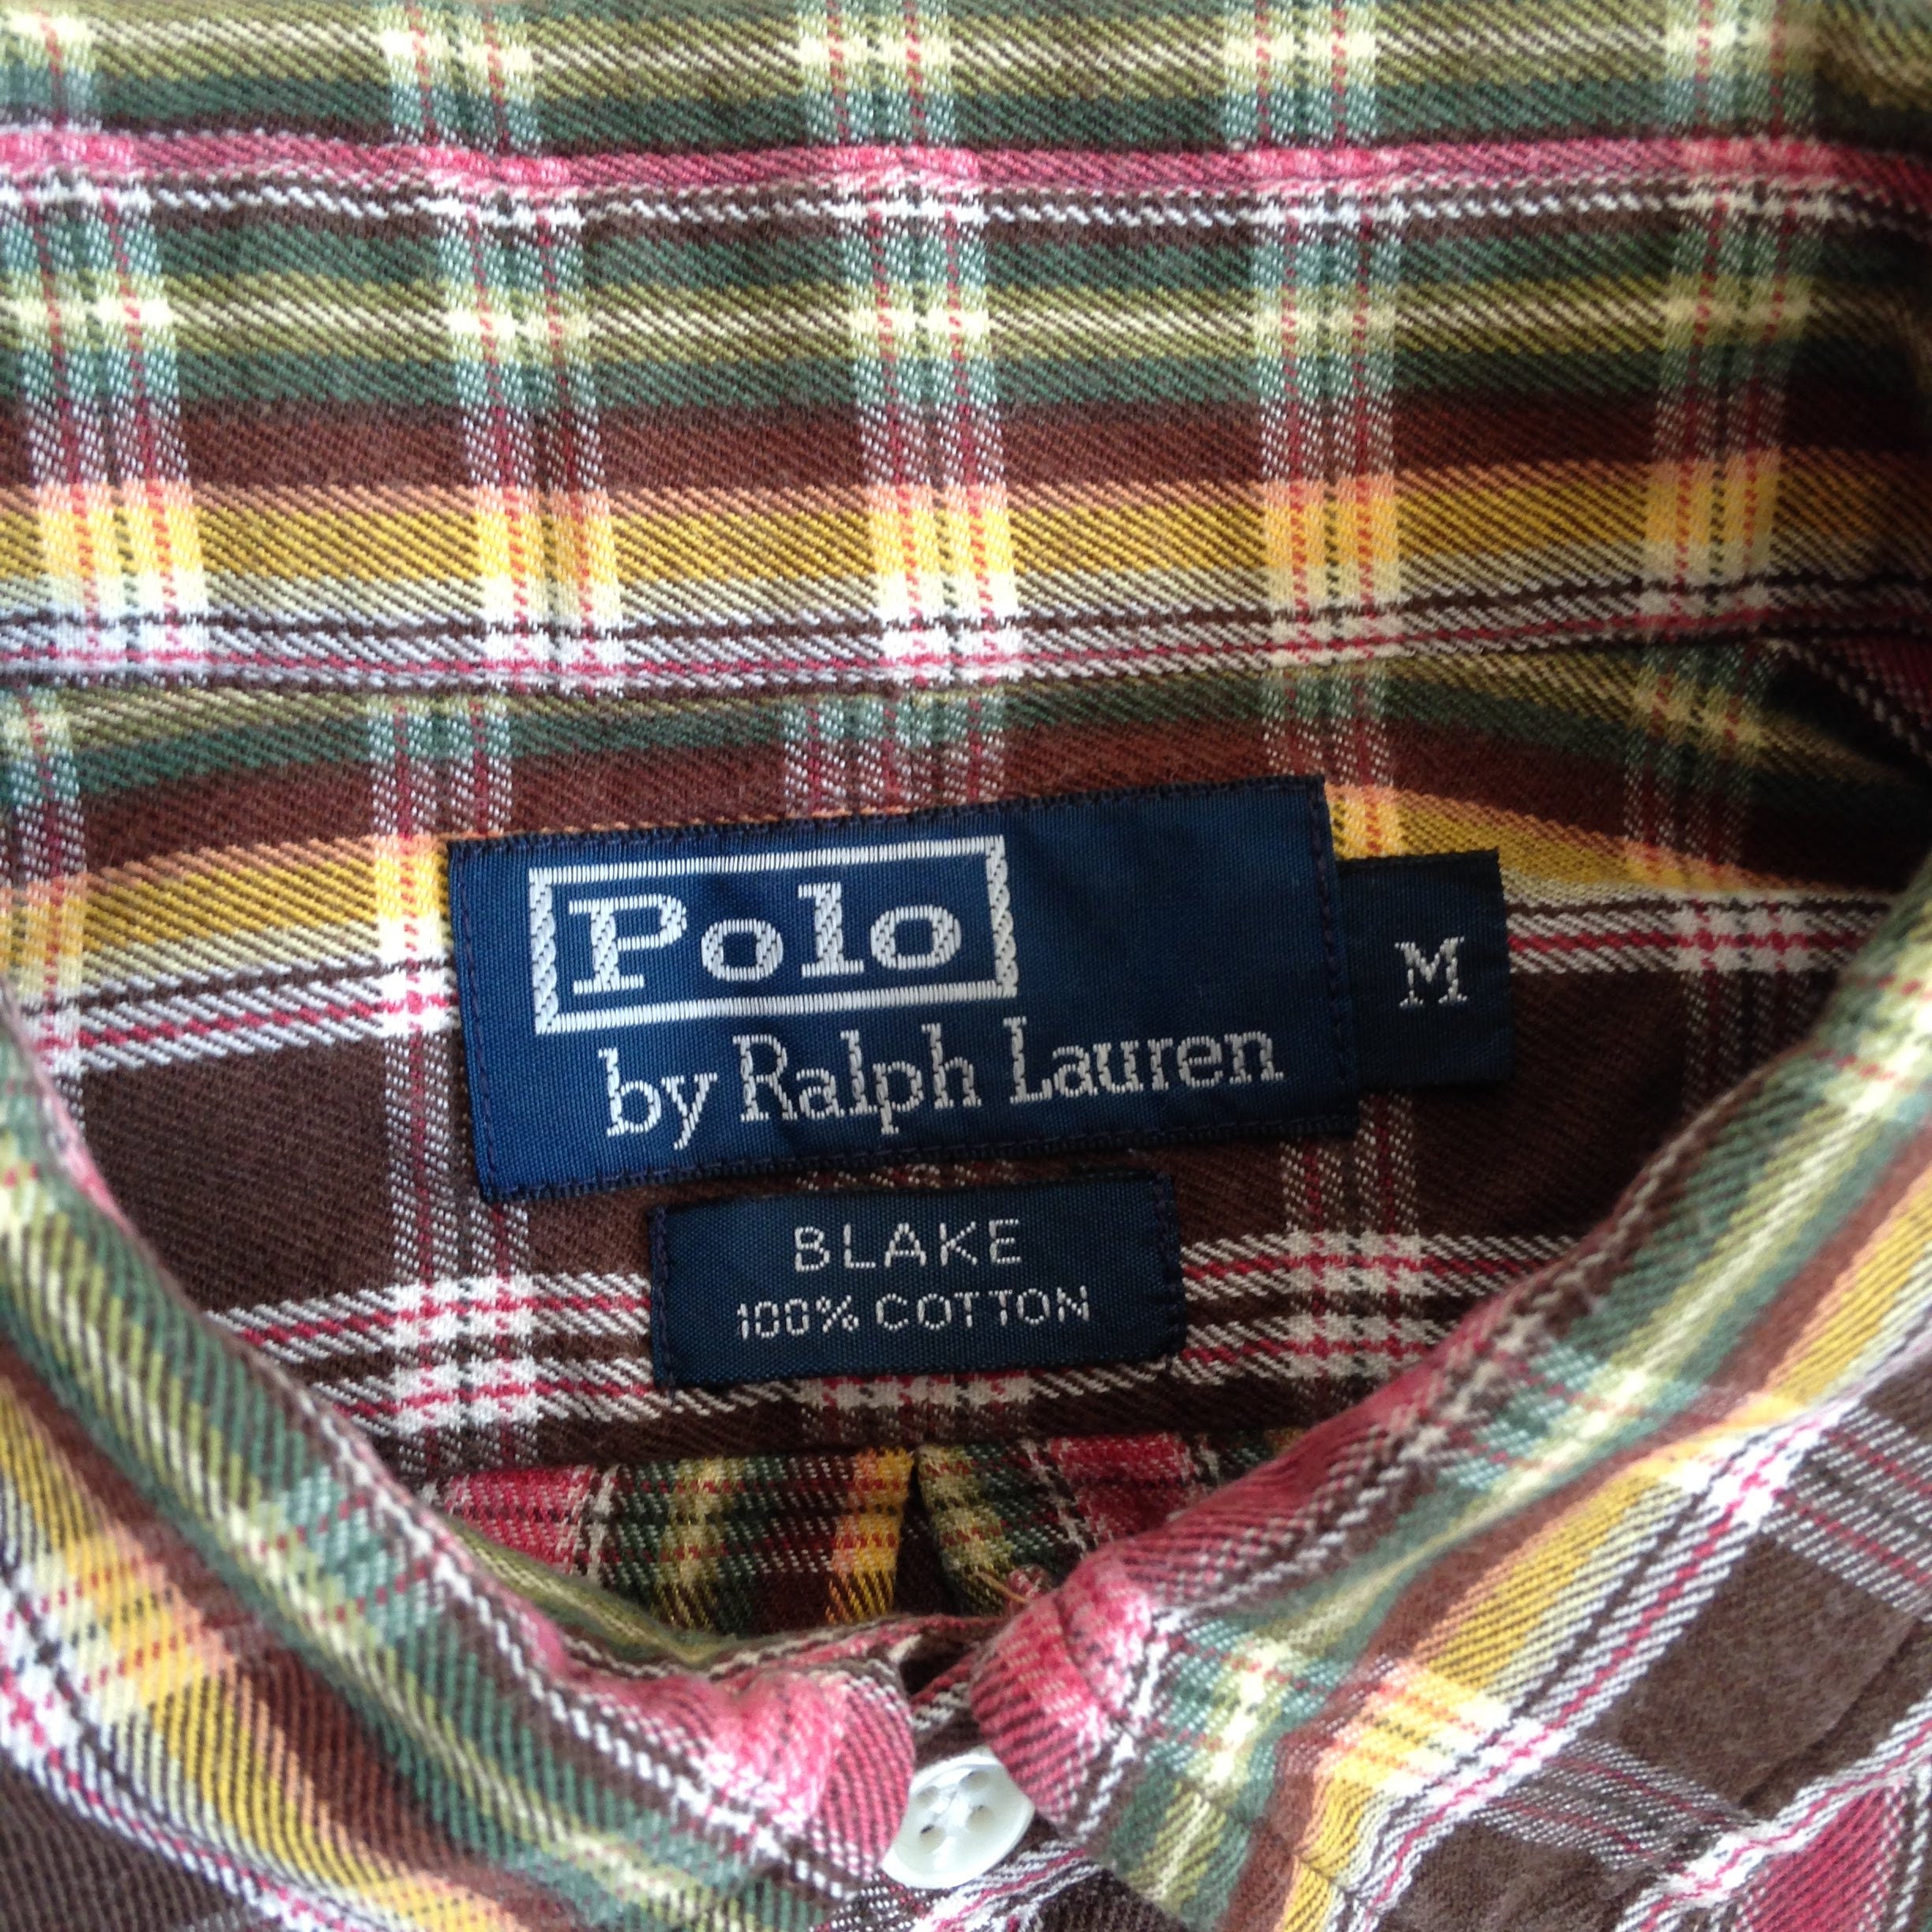 Polo
by Ralph Lauren
M
BLAKE
100% COTTON